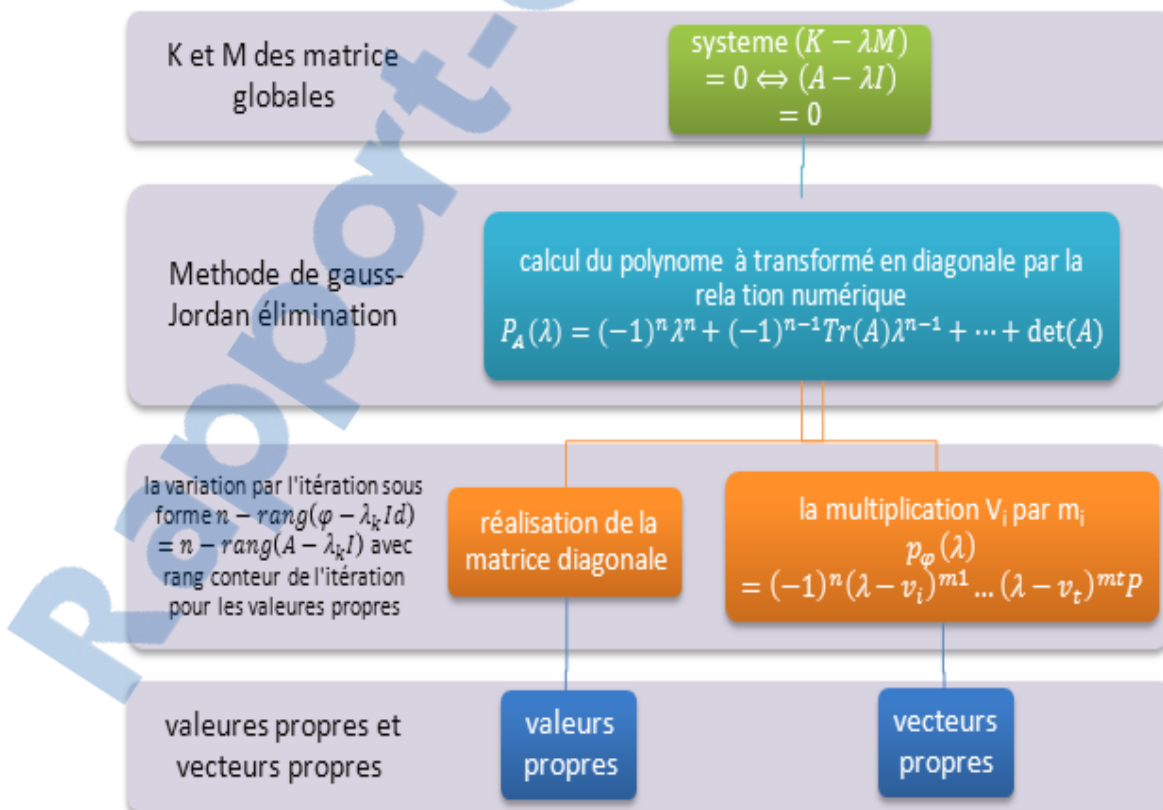 K et M des matrice
globales
systeme (K − λM)
= 0 ⇔ (A − λI)
= 0
Methode de gauss-
Jordan élimination
calcul du polynome à transformé en diagonale par la
rela tion numérique
P_A(λ) = (−1)^n λ^n + (−1)^{n−1} Tr(A)λ^{n−1} + ⋯ + det(A)
la variation par l'itération sous
forme n − rang(φ − λ_k Id)
= n − rang(A − λ_k I) avec
rang conteur de l'itération
pour les valeures propres
réalisation de la
matrice diagonale
la multiplication V_i par m_i
p_φ(λ)
= (−1)^n (λ − v_i)^{m1} … (λ − v_t)^{mt} P
valeures propres et
vecteurs propres
valeurs
propres
vecteurs
propres
Rapport-